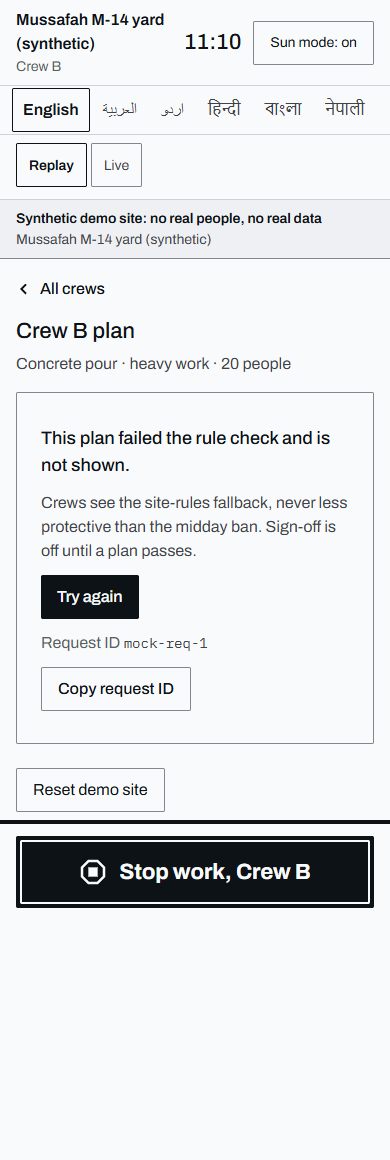 Mussafah M-14 yard
(synthetic)
Crew B
11:10
Sun mode: on
English
العربية
اردو
हिन्दी
বাংলা
नेपाली
Replay
Live
Synthetic demo site: no real people, no real data
Mussafah M-14 yard (synthetic)
All crews
Crew B plan
Concrete pour · heavy work · 20 people
This plan failed the rule check and is
not shown.
Crews see the site-rules fallback, never less
protective than the midday ban. Sign-off is
off until a plan passes.
Try again
Request ID mock-req-1
Copy request ID
Reset demo site
Stop work, Crew B